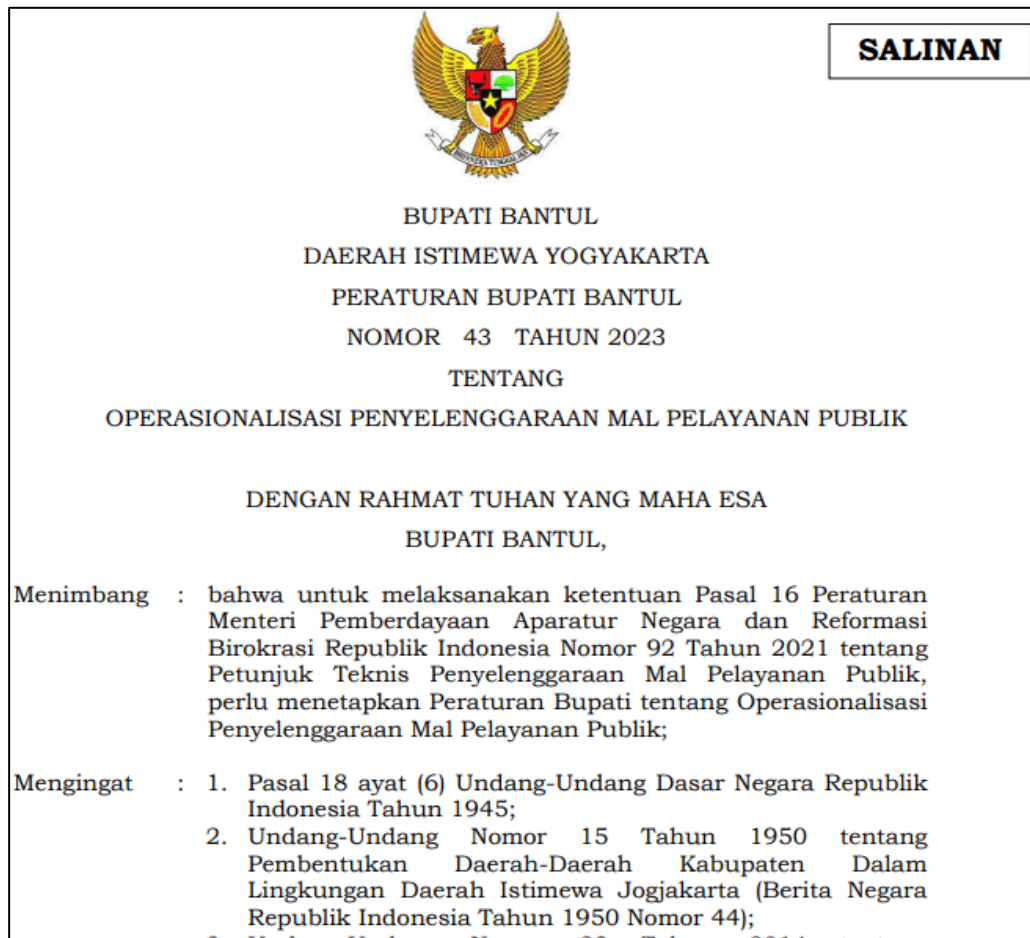 SALINAN
BHINNEKA TUNGGAL IKA
BUPATI BANTUL
DAERAH ISTIMEWA YOGYAKARTA
PERATURAN BUPATI BANTUL
NOMOR 43 TAHUN 2023
TENTANG
OPERASIONALISASI PENYELENGGARAAN MAL PELAYANAN PUBLIK
DENGAN RAHMAT TUHAN YANG MAHA ESA
BUPATI BANTUL,
Menimbang : bahwa untuk melaksanakan ketentuan Pasal 16 Peraturan
Menteri Pemberdayaan Aparatur Negara dan Reformasi
Birokrasi Republik Indonesia Nomor 92 Tahun 2021 tentang
Petunjuk Teknis Penyelenggaraan Mal Pelayanan Publik,
perlu menetapkan Peraturan Bupati tentang Operasionalisasi
Penyelenggaraan Mal Pelayanan Publik;
Mengingat : 1. Pasal 18 ayat (6) Undang-Undang Dasar Negara Republik
Indonesia Tahun 1945;
2. Undang-Undang Nomor 15 Tahun 1950 tentang
Pembentukan Daerah-Daerah Kabupaten Dalam
Lingkungan Daerah Istimewa Jogjakarta (Berita Negara
Republik Indonesia Tahun 1950 Nomor 44);